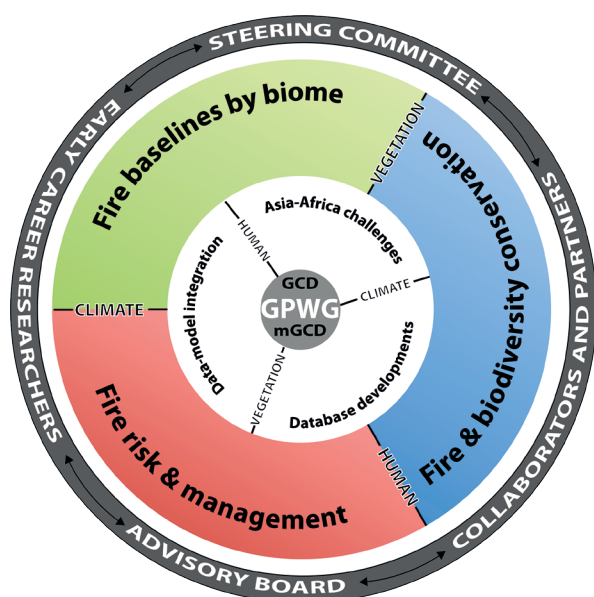 STEERING COMMITTEE
EARLY CAREER RESEARCHERS
COLLABORATORS AND PARTNERS
ADVISORY BOARD
Fire baselines by biome
VEGETATION
Fire & biodiversity conservation
HUMAN
Fire risk & management
CLIMATE
Asia-Africa challenges
CLIMATE
Database developments
VEGETATION
Data-model integration
HUMAN
GCD
GPWG
mGCD